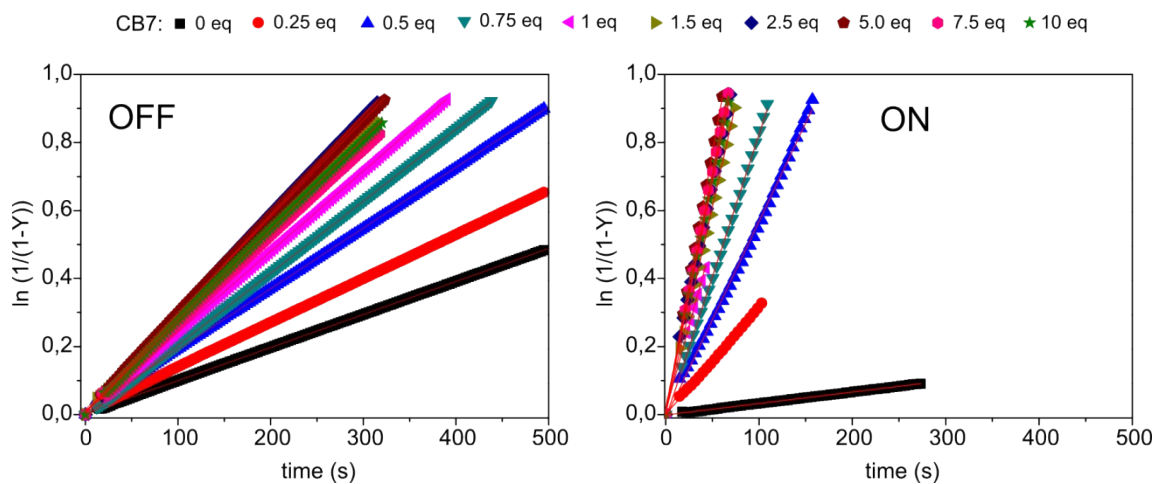 CB7: 0 eq 0.25 eq 0.5 eq 0.75 eq 1 eq 1.5 eq 2.5 eq 5.0 eq 7.5 eq 10 eq
OFF
ln (1/(1-Y))
1,0
0,8
0,6
0,4
0,2
0,0
0 100 200 300 400 500
time (s)
ON
ln (1/(1-Y))
1,0
0,8
0,6
0,4
0,2
0,0
0 100 200 300 400 500
time (s)